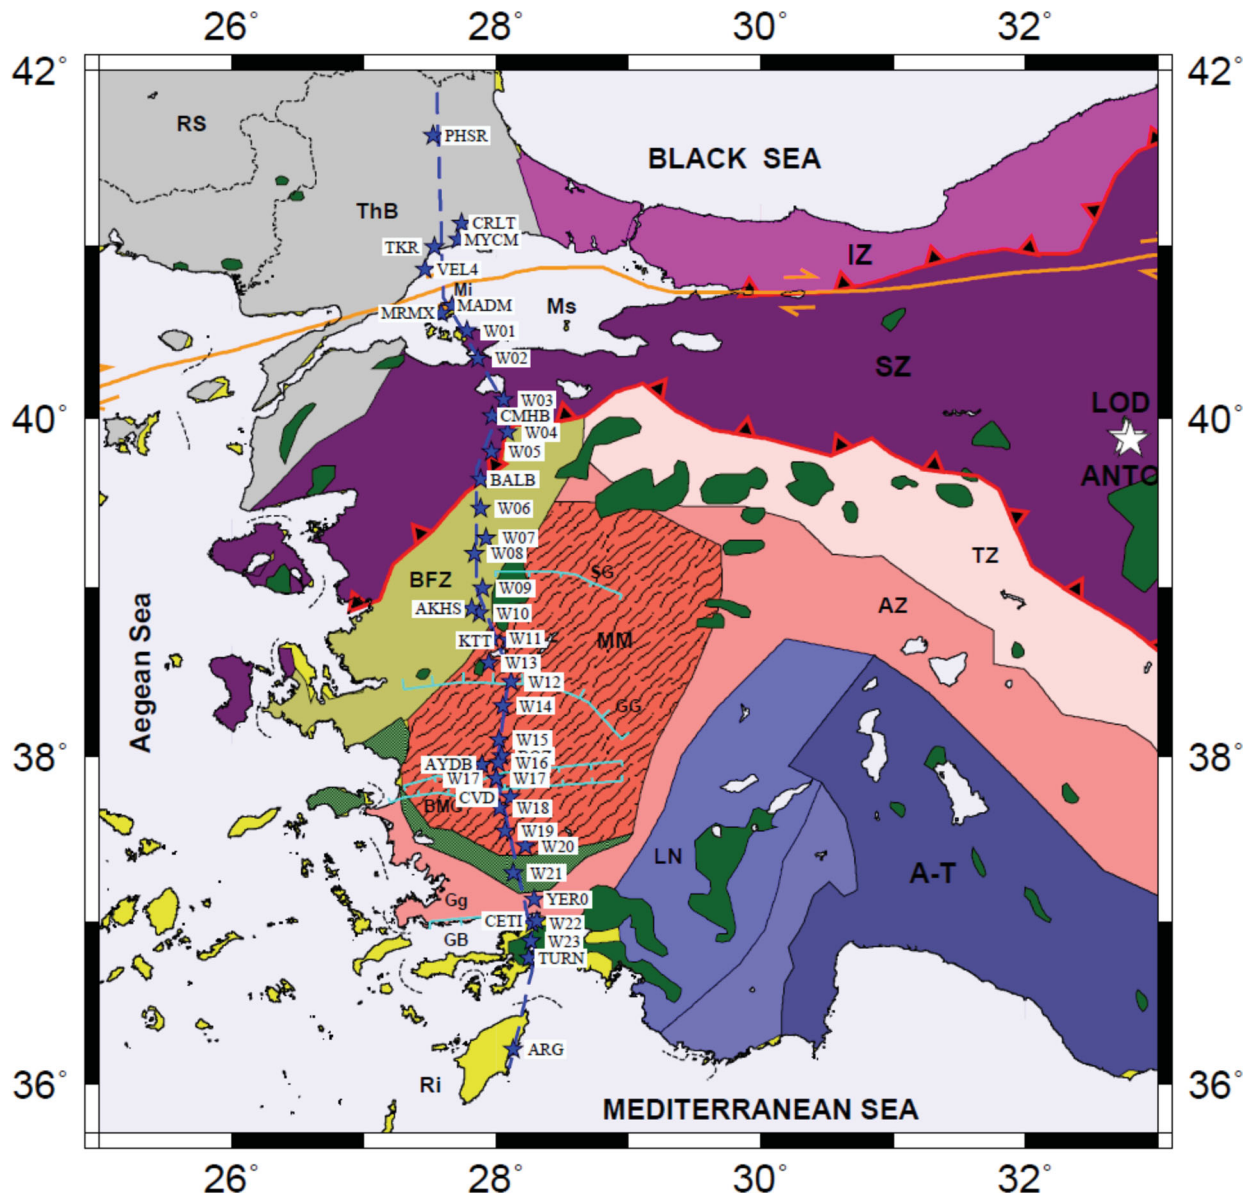 26° 28° 30° 32°
42° 42°
RS
PHSR
BLACK SEA
ThB
CRLT
MYCM
TKR
IZ
VEL4
Mi
MADM
Ms
MRMX
W01
W02
SZ
W03
LOD
CMHB
40° 40°
W04
W05
ANTO
BALB
W06
W07
TZ
W08
BFZ
SG
W09
AZ
AKHS
W10
KTT
W11
MM
W13
Aegean Sea
W12
W14
GG
W15
38° 38°
AYDB
W16
W17
W17
CVD
BMG
W18
W19
W20
LN
W21
A-T
Gg
YER0
CETI
W22
GB
W23
TURN
ARG
Ri
36° 36°
MEDITERRANEAN SEA
26° 28° 30° 32°